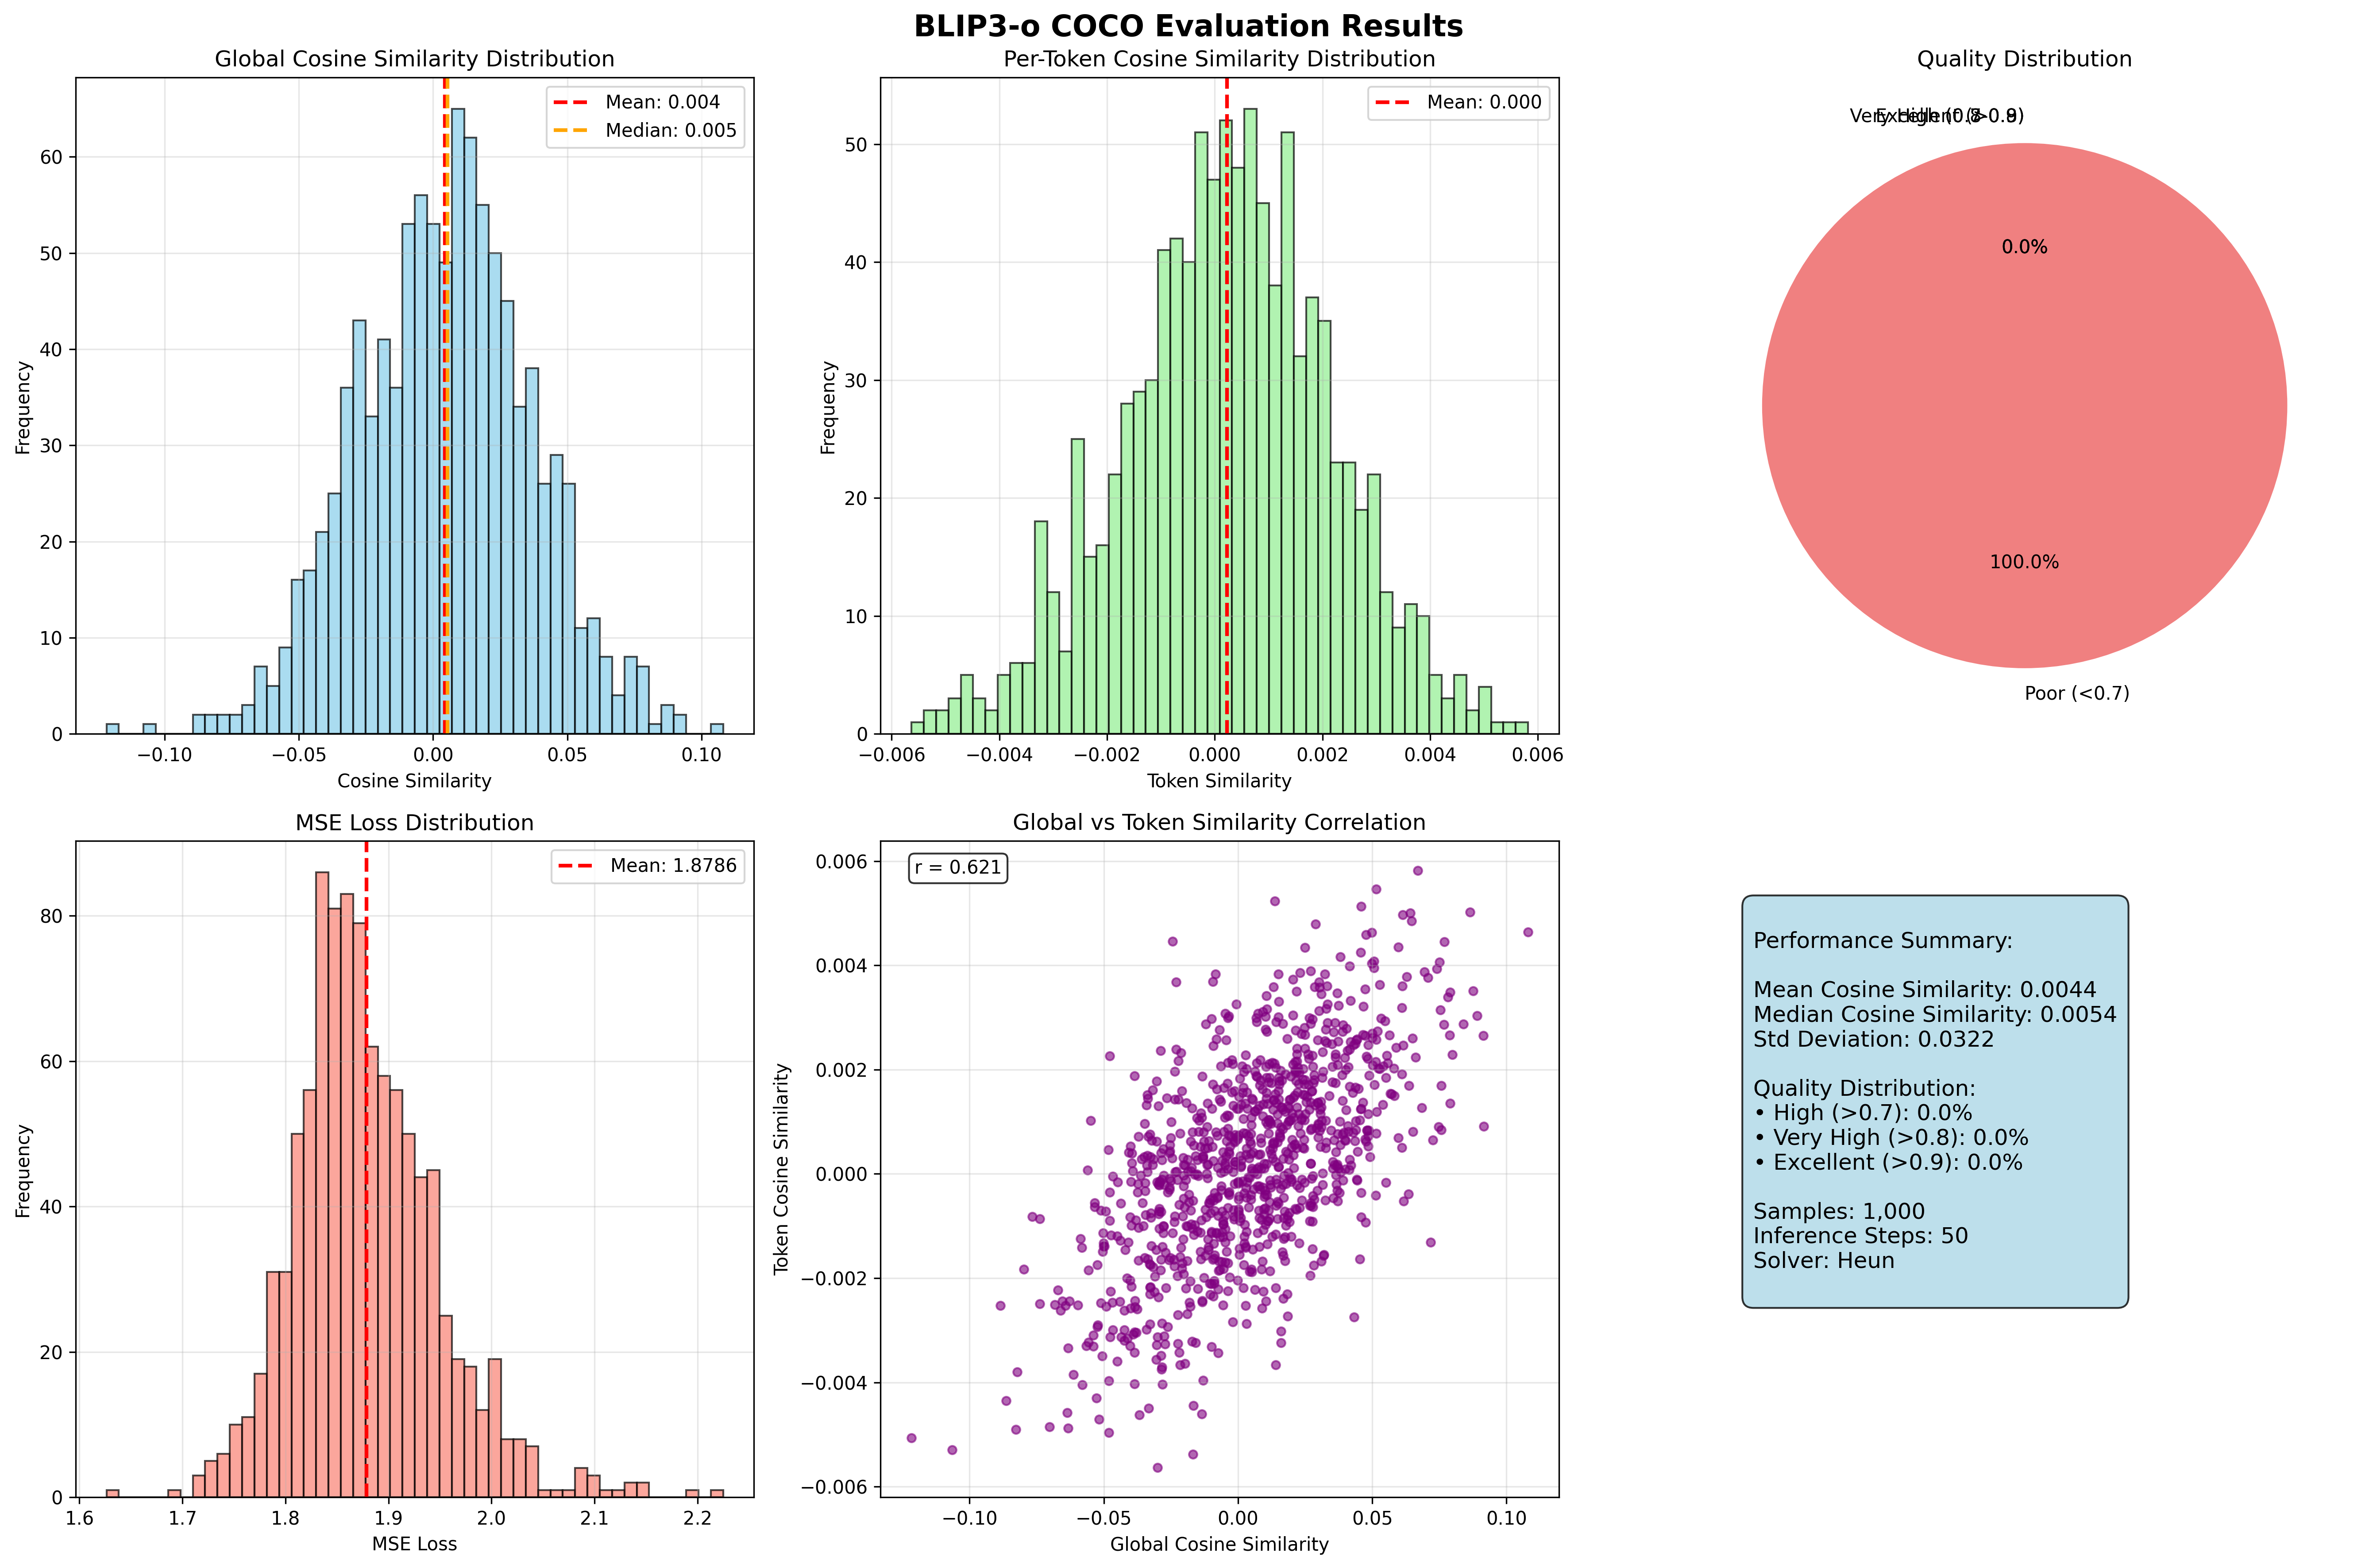 BLIP3-o COCO Evaluation Results
Global Cosine Similarity Distribution
Mean: 0.004
Median: 0.005
Frequency
60
50
40
30
20
10
0
−0.10 −0.05 0.00 0.05 0.10
Cosine Similarity
Per-Token Cosine Similarity Distribution
Mean: 0.000
Frequency
50
40
30
20
10
0
−0.006 −0.004 −0.002 0.000 0.002 0.004 0.006
Token Similarity
Quality Distribution
Very High (0.8-0.9)
Excellent (>0.9)
0.0%
100.0%
Poor (<0.7)
MSE Loss Distribution
Mean: 1.8786
Frequency
80
60
40
20
0
1.6 1.7 1.8 1.9 2.0 2.1 2.2
MSE Loss
Global vs Token Similarity Correlation
r = 0.621
Token Cosine Similarity
0.006
0.004
0.002
0.000
−0.002
−0.004
−0.006
−0.10 −0.05 0.00 0.05 0.10
Global Cosine Similarity
Performance Summary:
Mean Cosine Similarity: 0.0044
Median Cosine Similarity: 0.0054
Std Deviation: 0.0322
Quality Distribution:
• High (>0.7): 0.0%
• Very High (>0.8): 0.0%
• Excellent (>0.9): 0.0%
Samples: 1,000
Inference Steps: 50
Solver: Heun